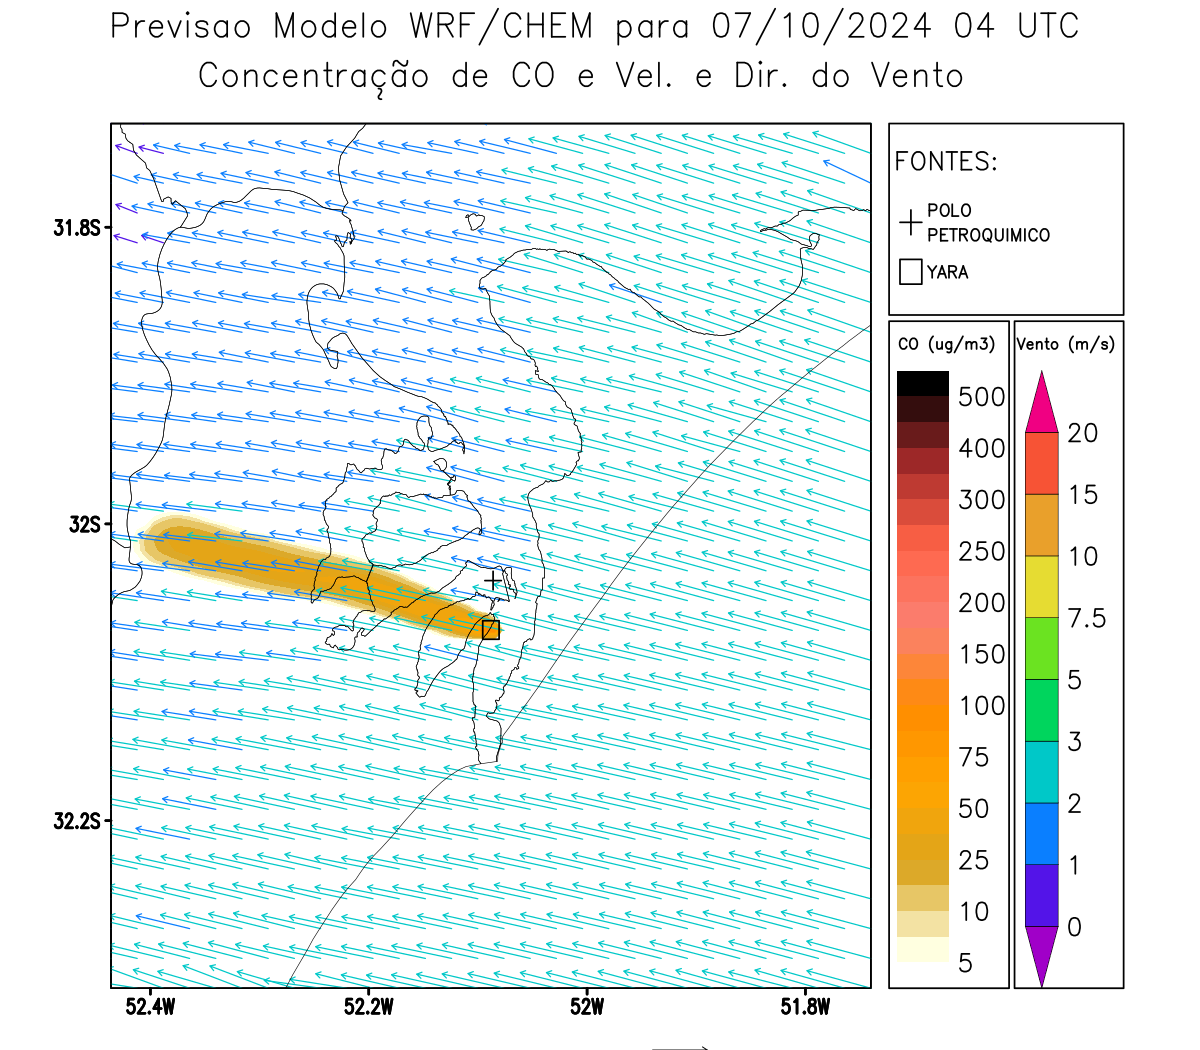 Previsao Modelo WRF/CHEM para 07/10/2024 04 UTC
Concentração de CO e Vel. e Dir. do Vento
FONTES:
POLO
PETROQUIMICO
YARA
CO (ug/m3)
500
400
300
250
200
150
100
75
50
25
10
5
Vento (m/s)
20
15
10
7.5
5
3
2
1
0
31.8S
32S
32.2S
52.4W
52.2W
52W
51.8W